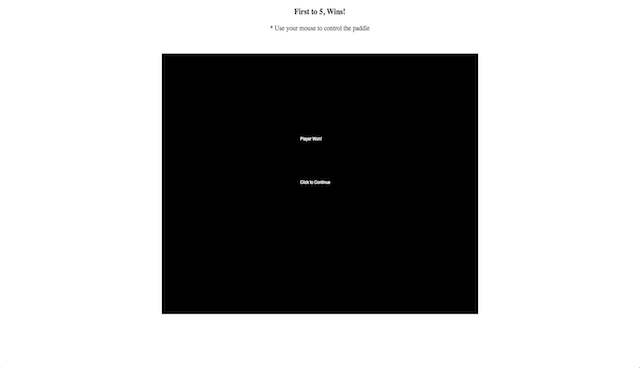 First to 5, Wins!
* Use your mouse to control the paddle
Player Won!
Click to Continue